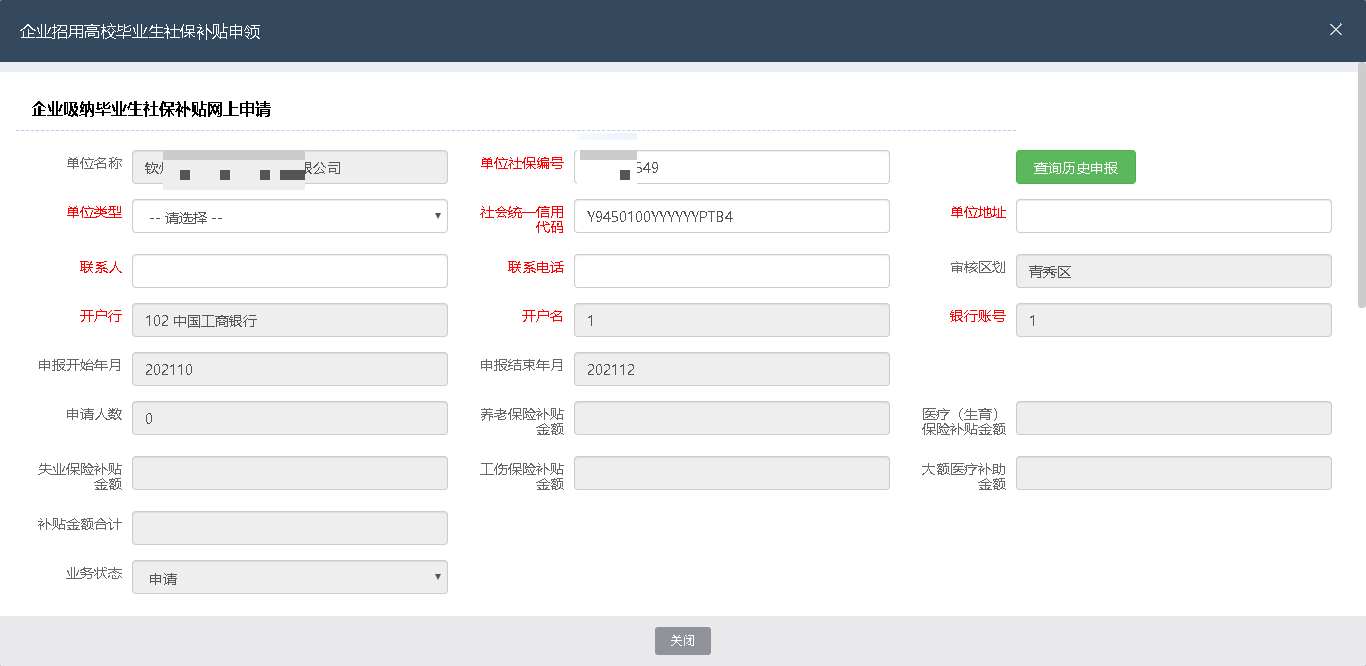 企业招用高校毕业生社保补贴申领
企业吸纳毕业生社保补贴网上申请
单位名称 钦 限公司 单位社保编号 549 查询历史申报
单位类型 -- 请选择 -- 社会统一信用
代码 Y9450100YYYYYYPTB4 单位地址
联系人 联系电话 审核区划 青秀区
开户行 102 中国工商银行 开户名 1 银行账号 1
申报开始年月 202110 申报结束年月 202112
申请人数 0 养老保险补贴
金额 医疗（生育）
保险补贴金额
失业保险补贴
金额 工伤保险补贴
金额 大额医疗补助
金额
补贴金额合计
业务状态 申请
关闭